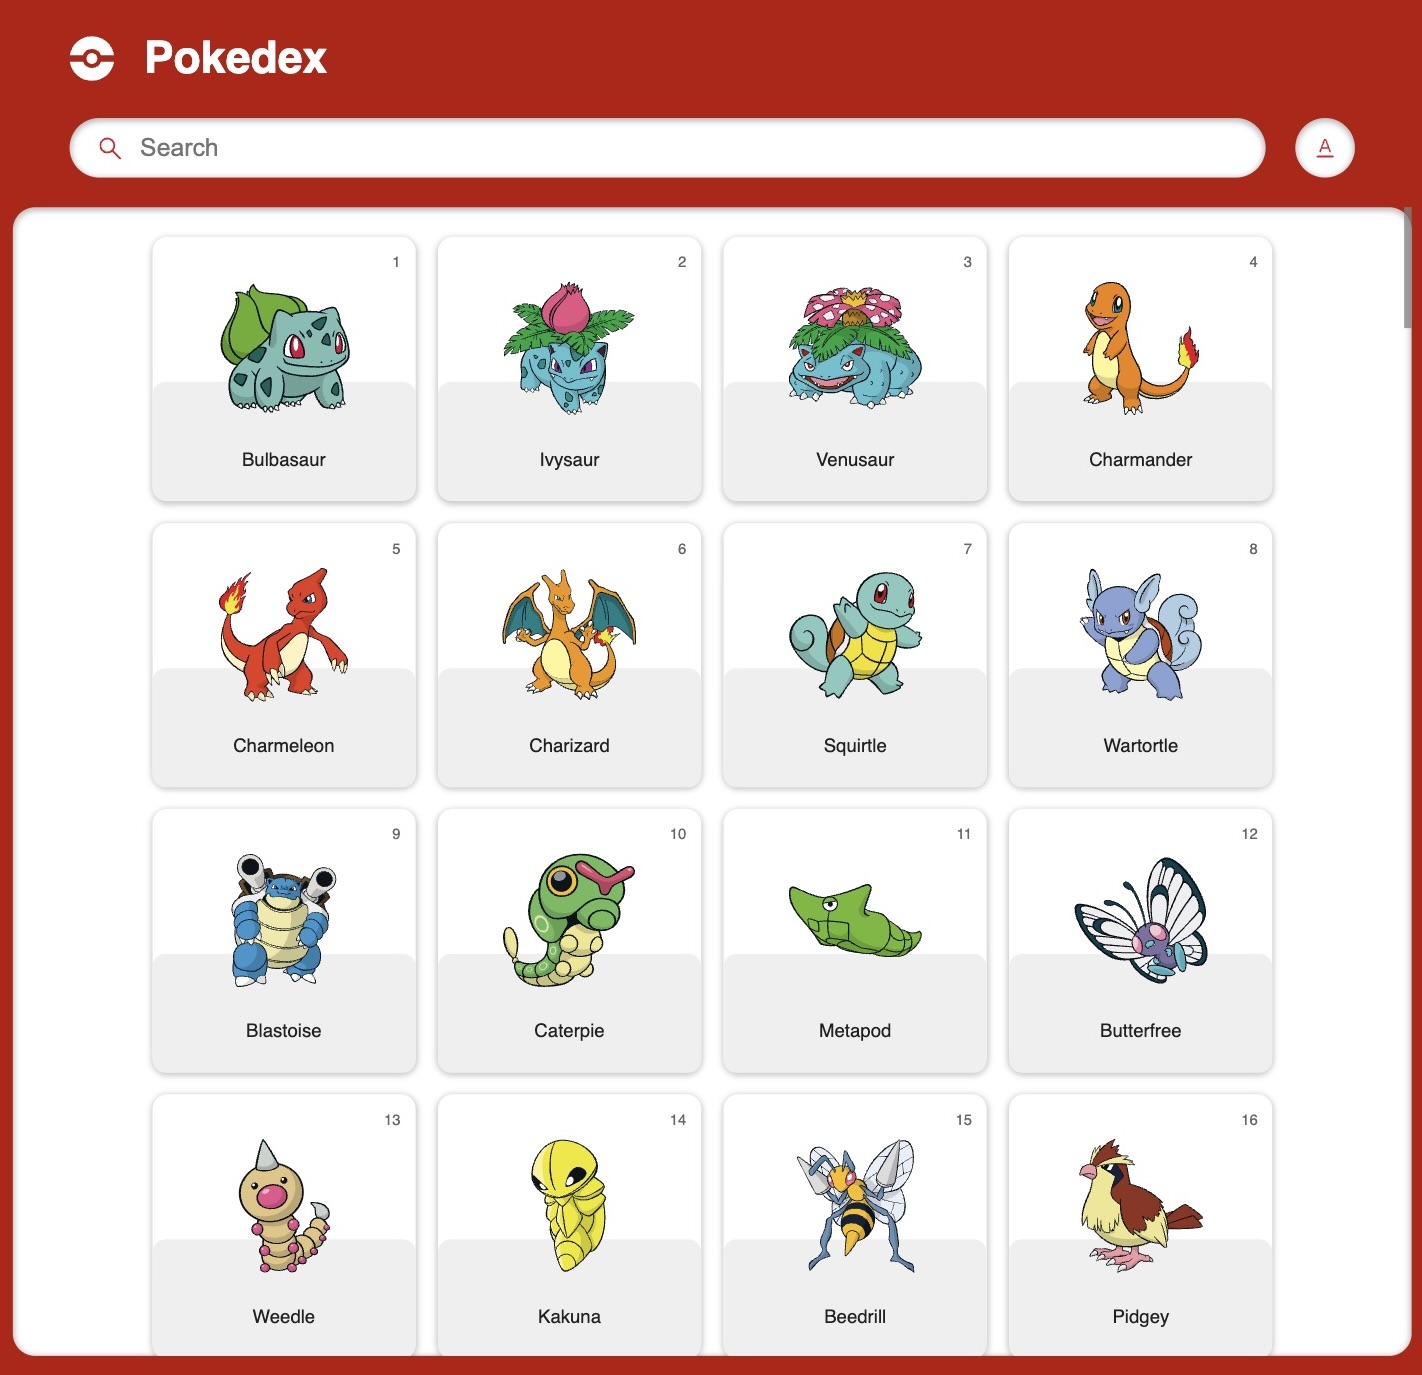 Pokedex
Search
A
1
2
3
4
Bulbasaur
Ivysaur
Venusaur
Charmander
5
6
7
8
Charmeleon
Charizard
Squirtle
Wartortle
9
10
11
12
Blastoise
Caterpie
Metapod
Butterfree
13
14
15
16
Weedle
Kakuna
Beedrill
Pidgey